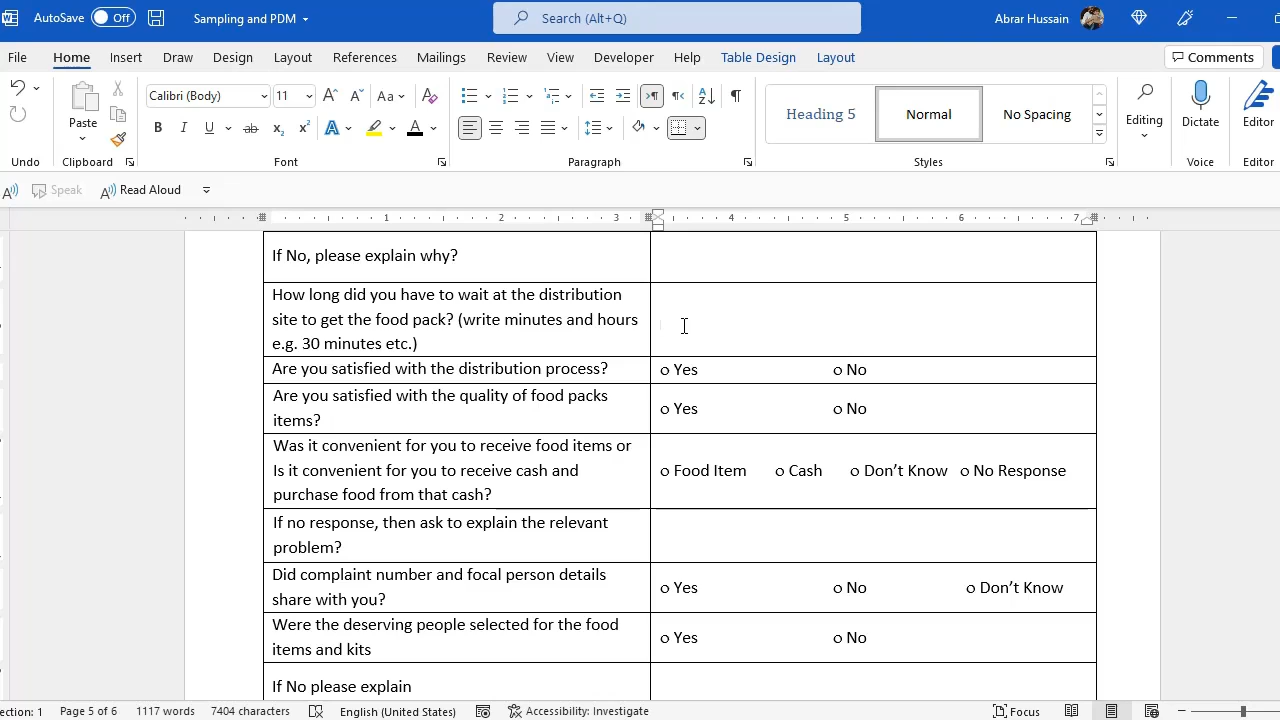 AutoSave Off Sampling and PDM Search (Alt+Q) Abrar Hussain
File Home Insert Draw Design Layout References Mailings Review View Developer Help Table Design Layout Comments
Calibri (Body) 11 Aa Heading 5 Normal No Spacing
Paste Editing Dictate Editor
Undo Clipboard Font Paragraph Styles Voice Editor
Speak Read Aloud
1 2 3 4 5 6 7
If No, please explain why?
How long did you have to wait at the distribution
site to get the food pack? (write minutes and hours
e.g. 30 minutes etc.)
Are you satisfied with the distribution process? o Yes o No
Are you satisfied with the quality of food packs
items? o Yes o No
Was it convenient for you to receive food items or
Is it convenient for you to receive cash and
purchase food from that cash? o Food Item o Cash o Don’t Know o No Response
If no response, then ask to explain the relevant
problem?
Did complaint number and focal person details
share with you? o Yes o No o Don’t Know
Were the deserving people selected for the food
items and kits o Yes o No
If No please explain
ection: 1 Page 5 of 6 1117 words 7404 characters English (United States) Accessibility: Investigate Focus